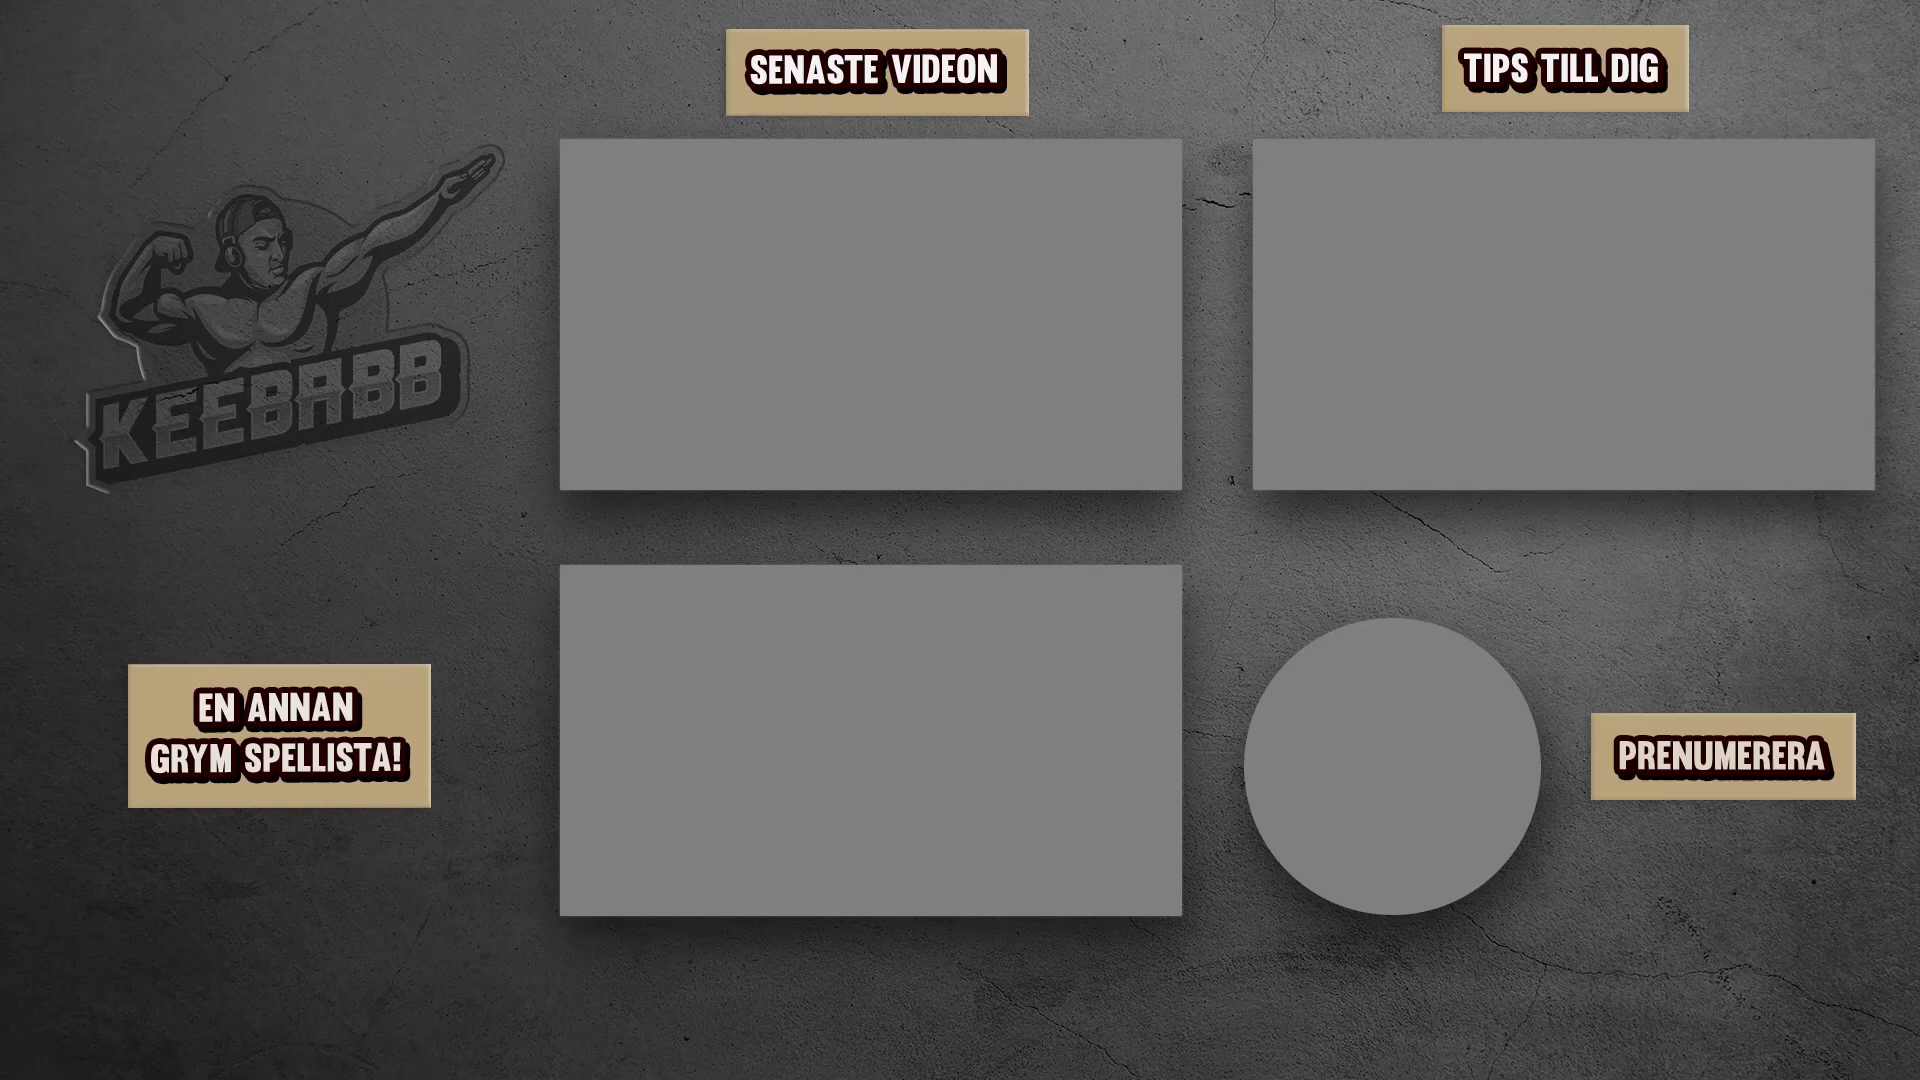 SENASTE VIDEON
TIPS TILL DIG
KEEBABB
EN ANNAN
GRYM SPELLISTA!
PRENUMERERA